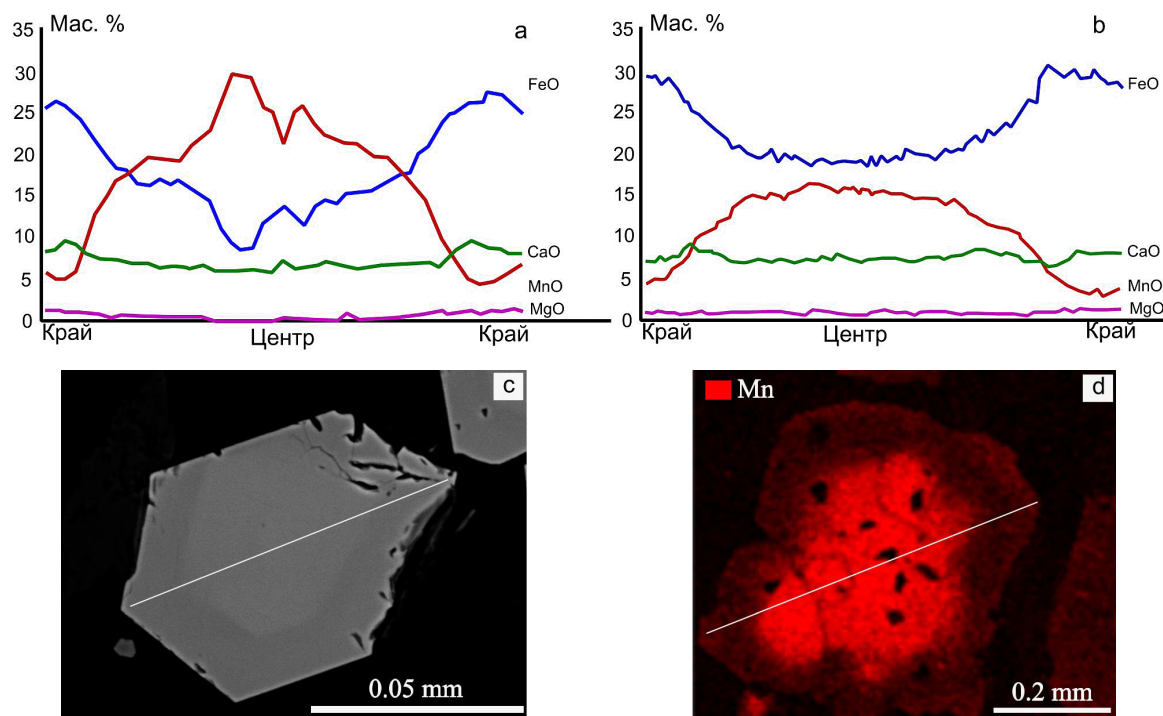 Мас. %
a
35
30
25
20
15
10
5
0
FeO
CaO
MnO
MgO
Край
Центр
Край
Мас. %
b
35
30
25
20
15
10
5
0
FeO
CaO
MnO
MgO
Край
Центр
Край
c
0.05 mm
Mn
d
0.2 mm